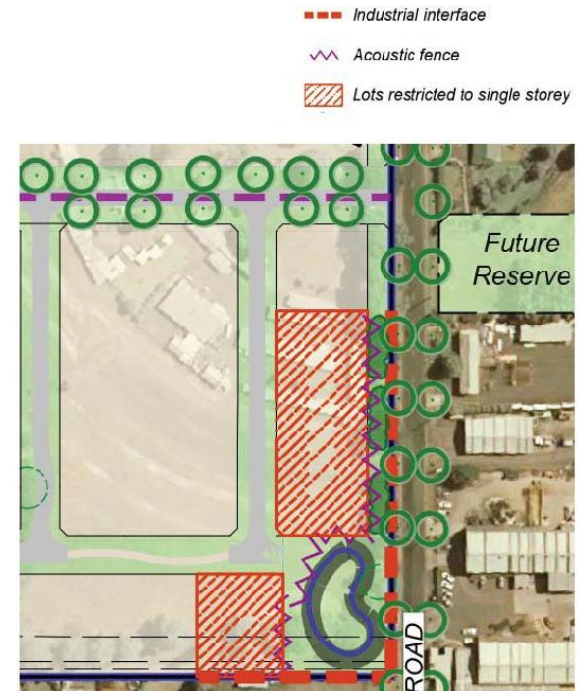 Industrial interface
Acoustic fence
Lots restricted to single storey
Future
Reserve
ROAD